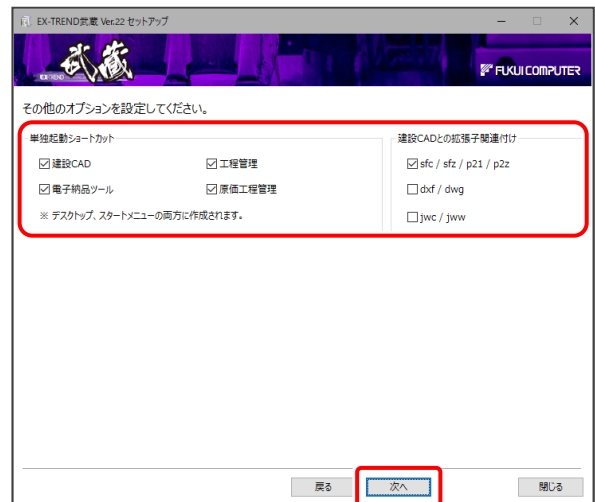 EX-TREND武蔵 Ver.22 セットアップ
EX-TREND 武蔵
FUKUI COMPUTER
その他のオプションを設定してください。
単独起動ショートカット
建設CAD
工程管理
電子納品ツール
原価工程管理
※ デスクトップ、スタートメニューの両方に作成されます。
建設CADとの拡張子関連付け
sfc / sfz / p21 / p2z
dxf / dwg
jwc / jww
戻る
次へ
閉じる